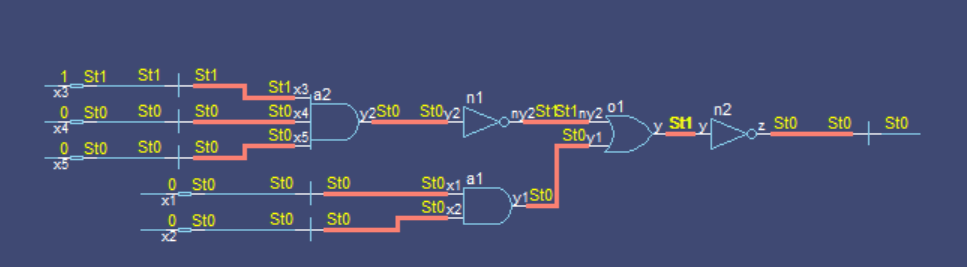 n2
1 St1 St1 St1 a2 n1 o1
x3 St1 x3 ny2 St1 St1 ny2 y St1 y z St0 St0 St0
0 St0 St0 St0 St0 x4 y2 St0 St0 y2
x4 St0 y1
0 St0 St0 St0 St0 x5
x5
0 St0 St0 St0 St0 x1 a1
x1 y1 St0
0 St0 St0 St0 St0 x2
x2